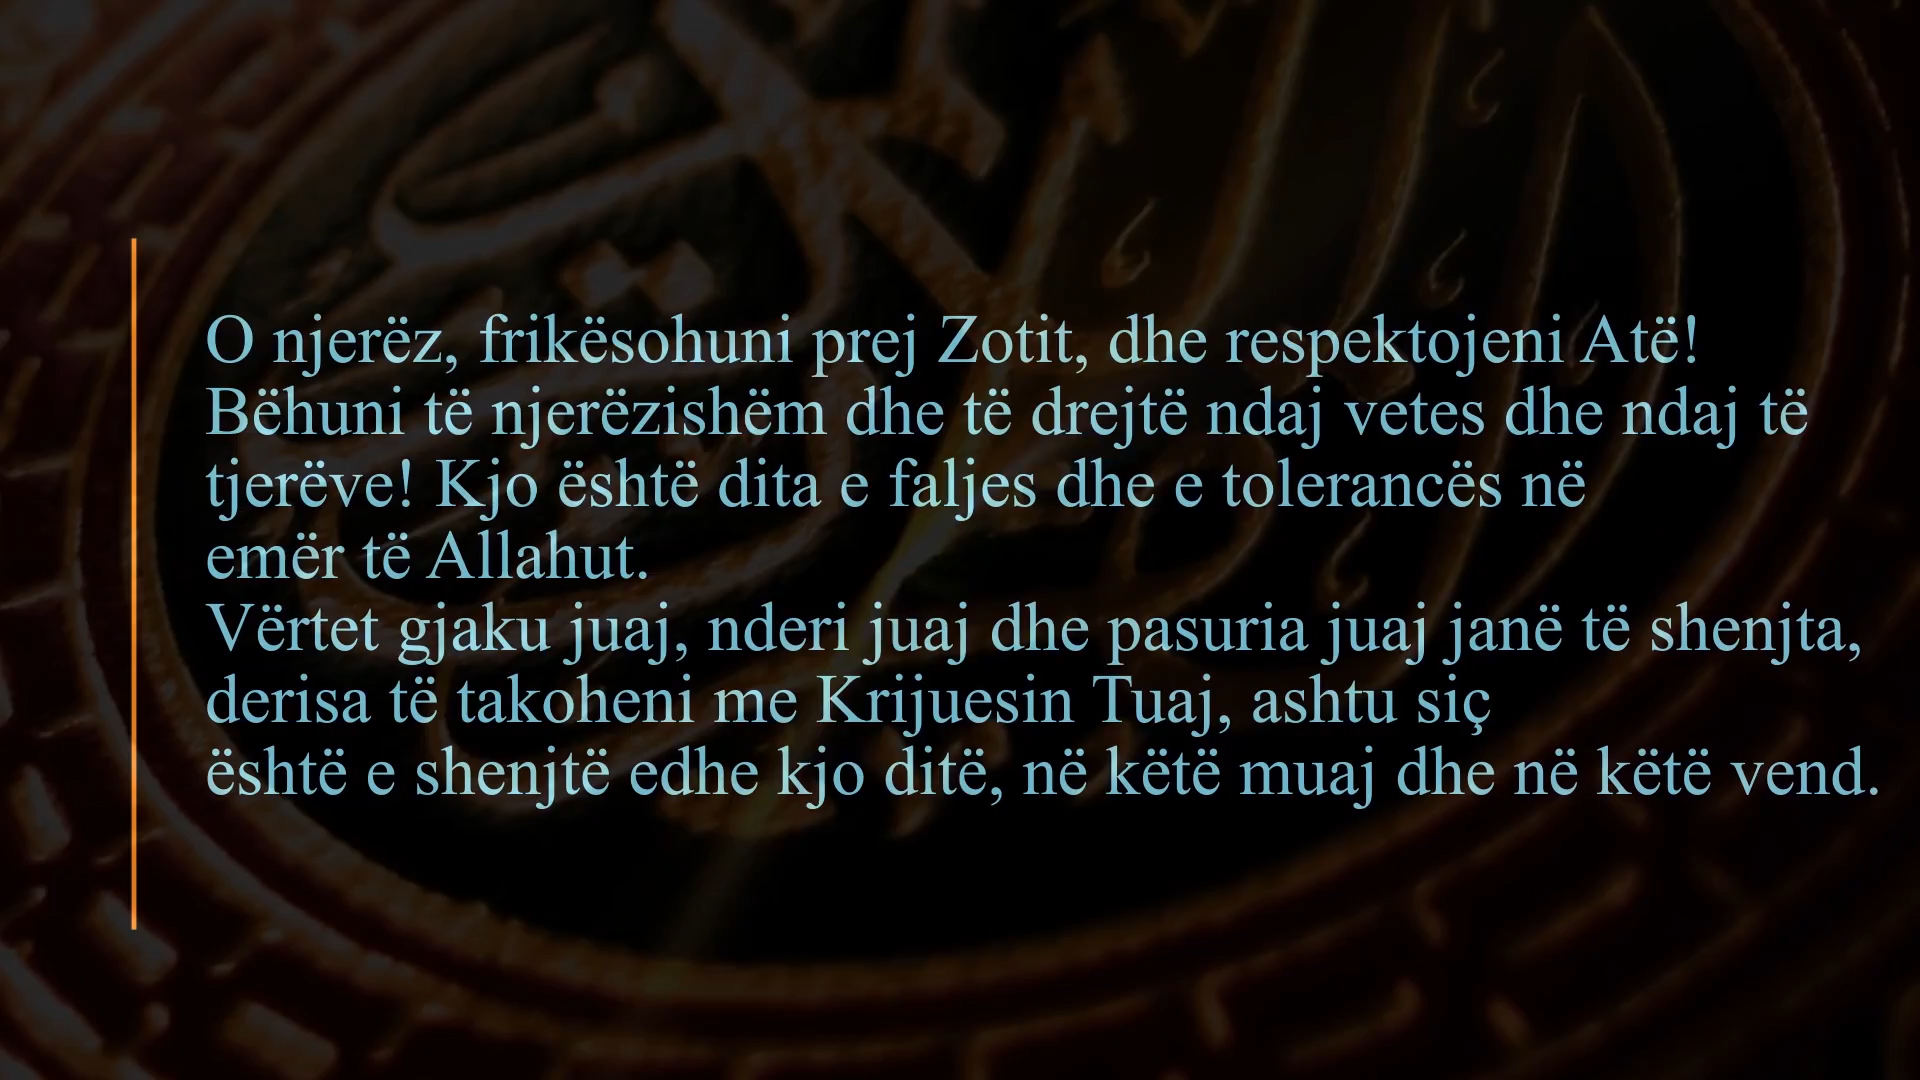 O njerëz, frikësohuni prej Zotit, dhe respektojeni Atë!
Bëhuni të njerëzishëm dhe të drejtë ndaj vetes dhe ndaj të
tjerëve! Kjo është dita e faljes dhe e tolerancës në
emër të Allahut.
Vërtet gjaku juaj, nderi juaj dhe pasuria juaj janë të shenjta,
derisa të takoheni me Krijuesin Tuaj, ashtu siç
është e shenjtë edhe kjo ditë, në këtë muaj dhe në këtë vend.